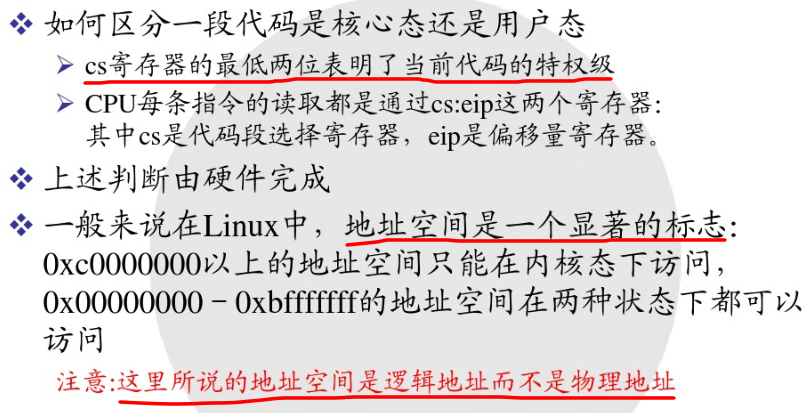 ❖ 如何区分一段代码是核心态还是用户态
➢ cs寄存器的最低两位表明了当前代码的特权级
➢ CPU每条指令的读取都是通过cs:eip这两个寄存器:
其中cs是代码段选择寄存器，eip是偏移量寄存器。
❖ 上述判断由硬件完成
❖ 一般来说在Linux中，地址空间是一个显著的标志:
0xc0000000以上的地址空间只能在内核态下访问，
0x00000000－0xbfffffff的地址空间在两种状态下都可以
访问
注意:这里所说的地址空间是逻辑地址而不是物理地址